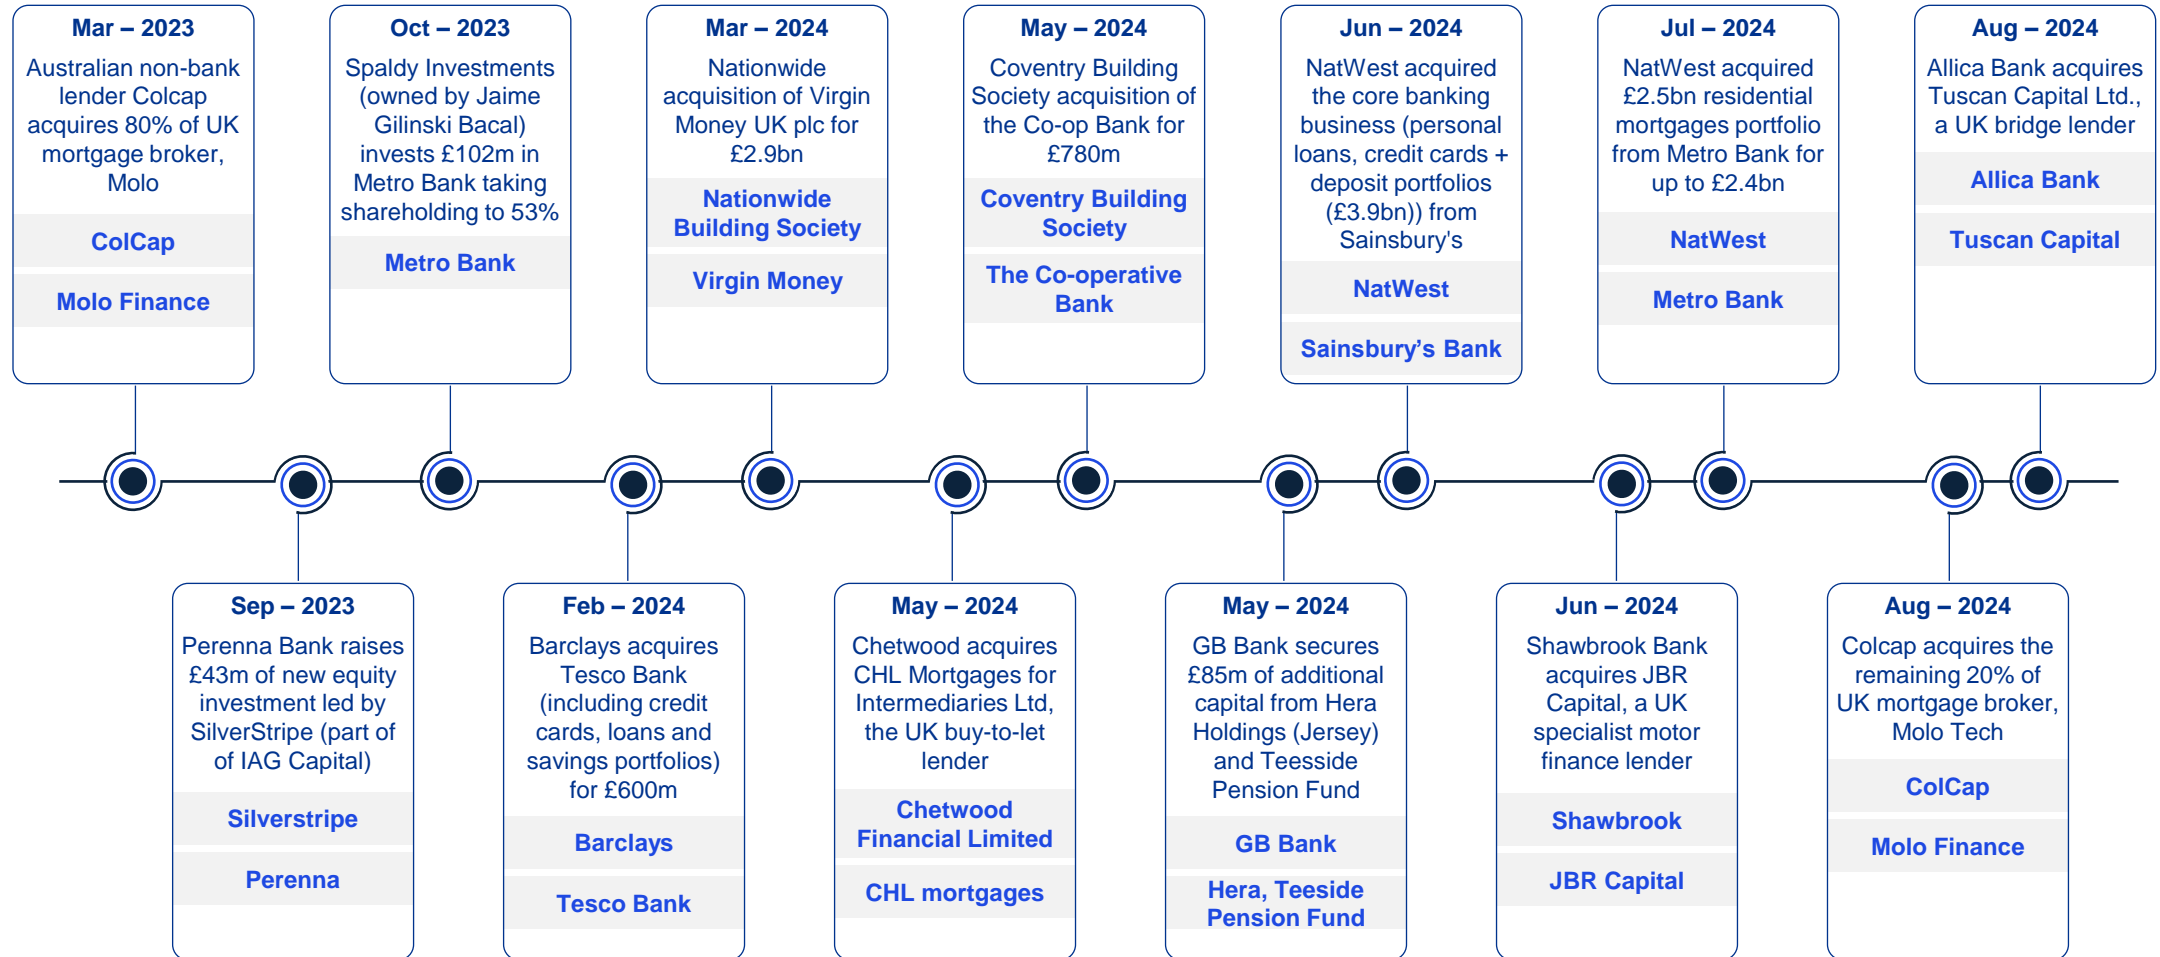 Mar – 2023
Australian non-bank
lender Colcap
acquires 80% of UK
mortgage broker,
Molo
ColCap
Molo Finance
Oct – 2023
Spaldy Investments
(owned by Jaime
Gilinski Bacal)
invests £102m in
Metro Bank taking
shareholding to 53%
Metro Bank
Mar – 2024
Nationwide
acquisition of Virgin
Money UK plc for
£2.9bn
Nationwide
Building Society
Virgin Money
May – 2024
Coventry Building
Society acquisition of
the Co-op Bank for
£780m
Coventry Building
Society
The Co-operative
Bank
Jun – 2024
NatWest acquired
the core banking
business (personal
loans, credit cards +
deposit portfolios
(£3.9bn)) from
Sainsbury's
NatWest
Sainsbury’s Bank
Jul – 2024
NatWest acquired
£2.5bn residential
mortgages portfolio
from Metro Bank for
up to £2.4bn
NatWest
Metro Bank
Aug – 2024
Allica Bank acquires
Tuscan Capital Ltd.,
a UK bridge lender
Allica Bank
Tuscan Capital
Sep – 2023
Perenna Bank raises
£43m of new equity
investment led by
SilverStripe (part of
of IAG Capital)
Silverstripe
Perenna
Feb – 2024
Barclays acquires
Tesco Bank
(including credit
cards, loans and
savings portfolios)
for £600m
Barclays
Tesco Bank
May – 2024
Chetwood acquires
CHL Mortgages for
Intermediaries Ltd,
the UK buy-to-let
lender
Chetwood
Financial Limited
CHL mortgages
May – 2024
GB Bank secures
£85m of additional
capital from Hera
Holdings (Jersey)
and Teesside
Pension Fund
GB Bank
Hera, Teeside
Pension Fund
Jun – 2024
Shawbrook Bank
acquires JBR
Capital, a UK
specialist motor
finance lender
Shawbrook
JBR Capital
Aug – 2024
Colcap acquires the
remaining 20% of
UK mortgage broker,
Molo Tech
ColCap
Molo Finance